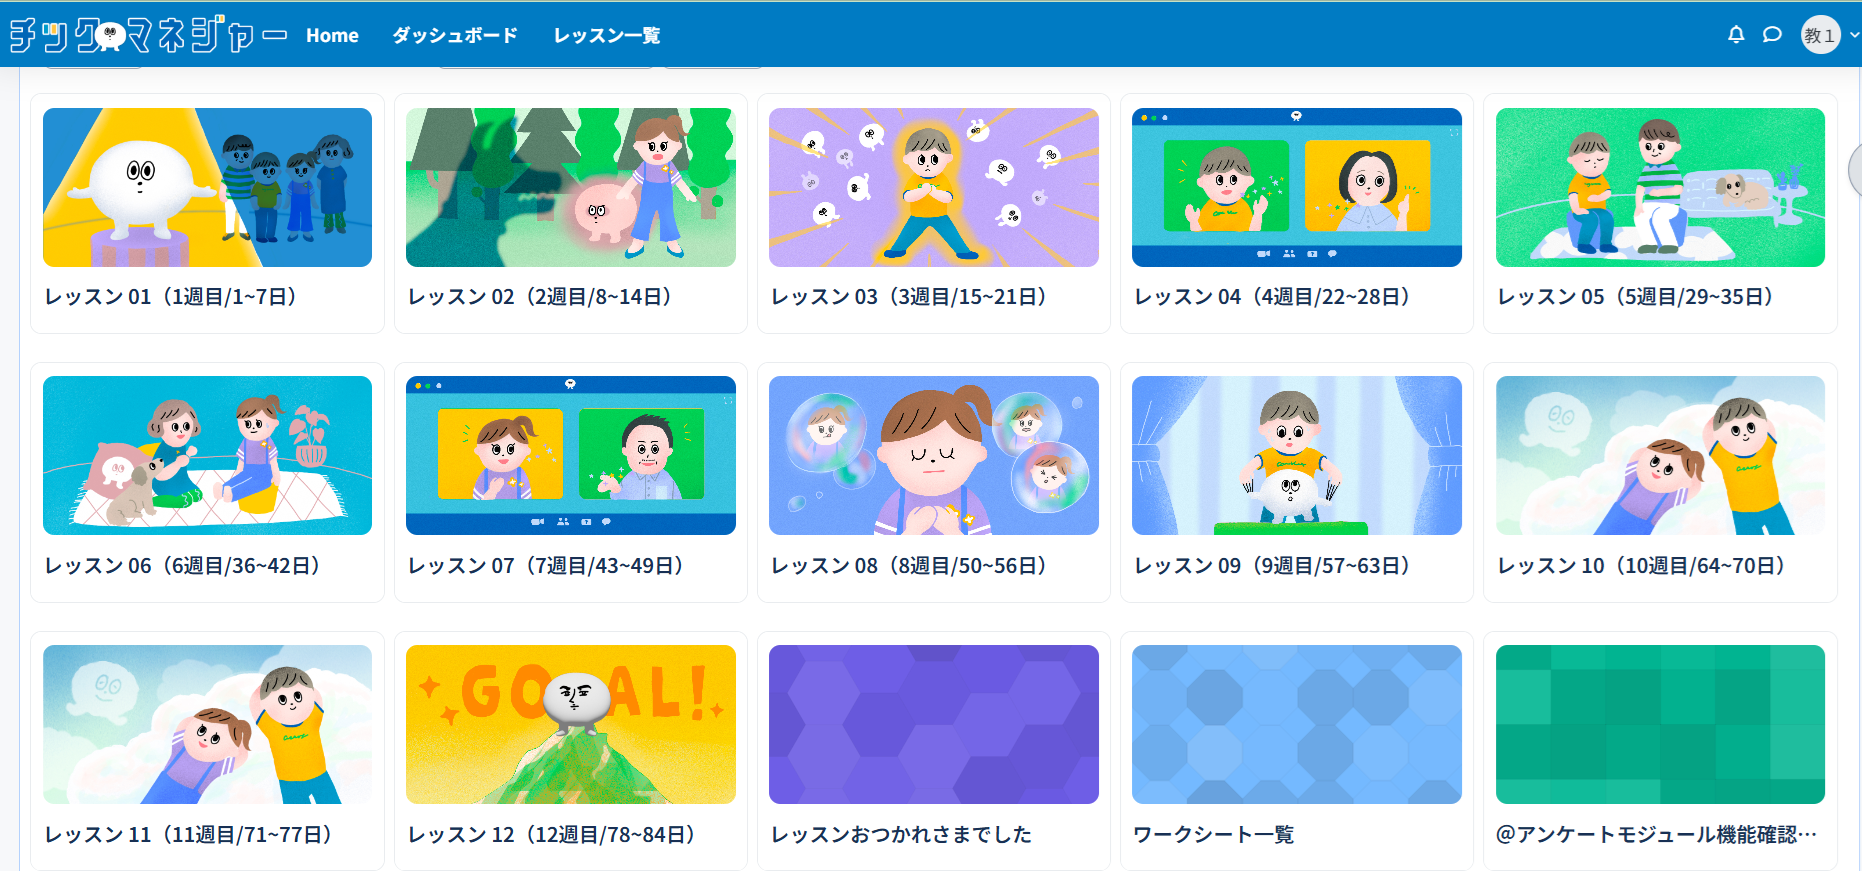 チックマネジャー Home ダッシュボード レッスン一覧 教1
レッスン 01（1週目/1~7日）
レッスン 02（2週目/8~14日）
レッスン 03（3週目/15~21日）
レッスン 04（4週目/22~28日）
レッスン 05（5週目/29~35日）
レッスン 06（6週目/36~42日）
レッスン 07（7週目/43~49日）
レッスン 08（8週目/50~56日）
レッスン 09（9週目/57~63日）
レッスン 10（10週目/64~70日）
GOAL!
レッスン 11（11週目/71~77日）
レッスン 12（12週目/78~84日）
レッスンおつかれさまでした
ワークシート一覧
@アンケートモジュール機能確認…